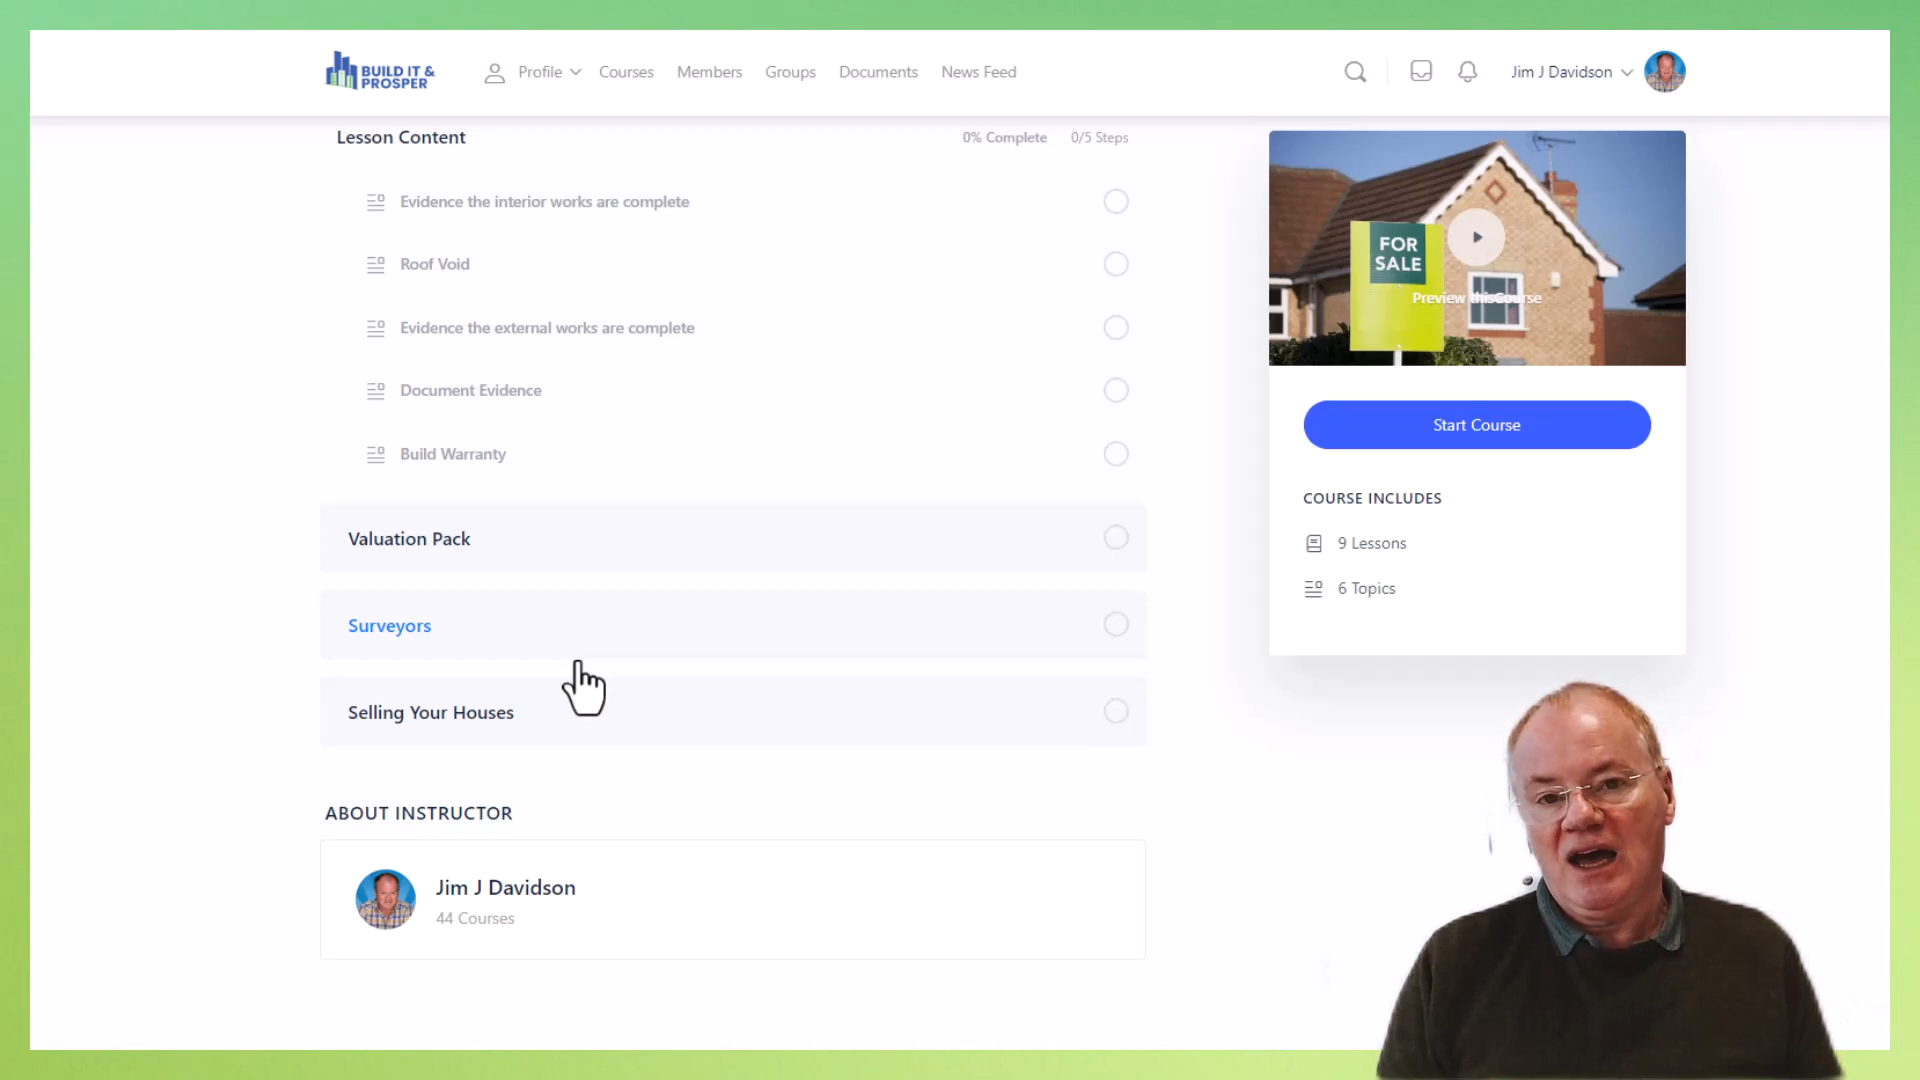 BUILD IT &
PROSPER
Profile
Courses
Members
Groups
Documents
News Feed
Jim J Davidson
Lesson Content
0% Complete
0/5 Steps
Evidence the interior works are complete
Roof Void
Evidence the external works are complete
Document Evidence
Build Warranty
Valuation Pack
Surveyors
Selling Your Houses
ABOUT INSTRUCTOR
Jim J Davidson
44 Courses
FOR
SALE
Preview thisCourse
Start Course
COURSE INCLUDES
9 Lessons
6 Topics